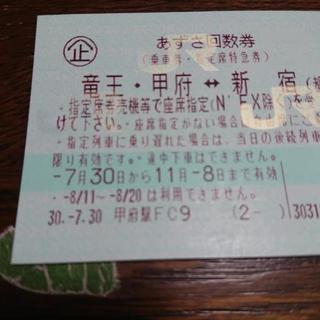 企 あずさ回数券
(乗車券・指定席特急券)
竜王・甲府 ↔ 新 宿
・指定席券売機等で座席指定(N'EX除く)を
けて下さい。・座席指定がない場合
・指定列車に乗り遅れた場合は、当日の後続列車
限り有効です。・途中下車はできません。
-7月30日から11月-8日まで有効
-8/11~-8/20は利用できません。
30.-7.30 甲府駅FC9 (2- )
3031